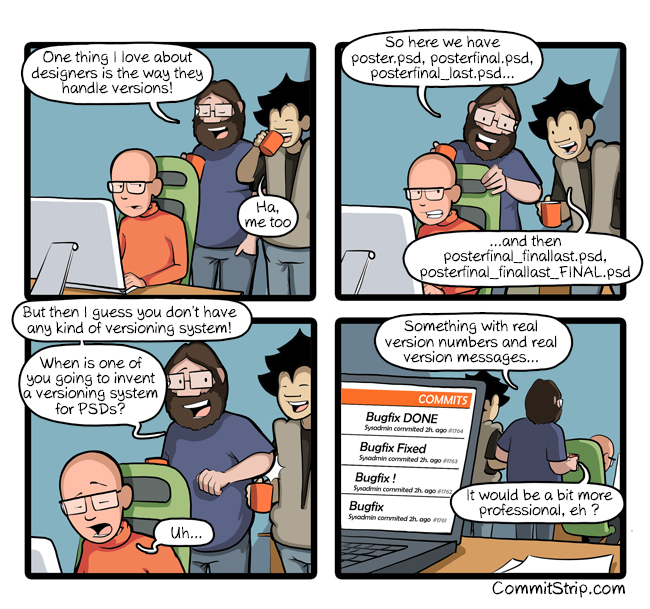 One thing I love about
designers is the way they
handle versions!
Ha,
me too
So here we have
poster.psd, posterfinal.psd,
posterfinal_last.psd...
...and then
posterfinal_finallast.psd,
posterfinal_finallast_FINAL.psd
But then I guess you don't have
any kind of versioning system!
When is one of
you going to invent
a versioning system
for PSDs?
Uh...
Something with real
version numbers and real
version messages...
COMMITS
Bugfix DONE
Sysadmin commited 2h. ago #1764
Bugfix Fixed
Sysadmin commited 2h. ago #1763
Bugfix !
Sysadmin commited 2h. ago #1762
Bugfix
Sysadmin commited 2h. ago #1761
It would be a bit more
professional, eh ?
CommitStrip.com